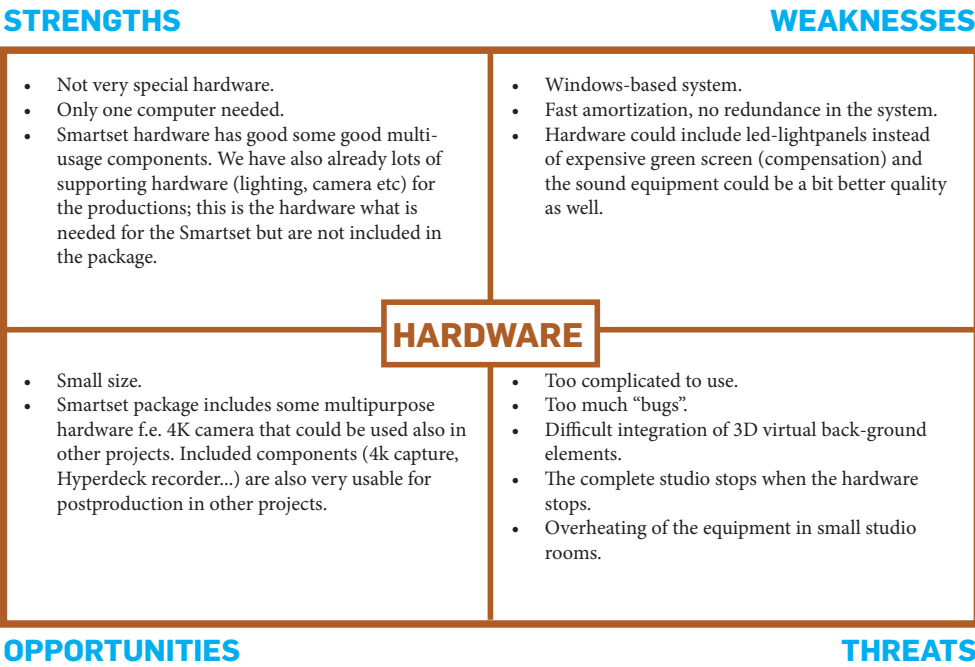 STRENGTHS
WEAKNESSES
• Not very special hardware.
• Only one computer needed.
• Smartset hardware has good some good multi-
usage components. We have also already lots of
supporting hardware (lighting, camera etc) for
the productions; this is the hardware what is
needed for the Smartset but are not included in
the package.
• Windows-based system.
• Fast amortization, no redundance in the system.
• Hardware could include led-lightpanels instead
of expensive green screen (compensation) and
the sound equipment could be a bit better quality
as well.
HARDWARE
• Small size.
• Smartset package includes some multipurpose
hardware f.e. 4K camera that could be used also in
other projects. Included components (4k capture,
Hyperdeck recorder...) are also very usable for
postproduction in other projects.
• Too complicated to use.
• Too much “bugs”.
• Difficult integration of 3D virtual back-ground
elements.
• The complete studio stops when the hardware
stops.
• Overheating of the equipment in small studio
rooms.
OPPORTUNITIES
THREATS